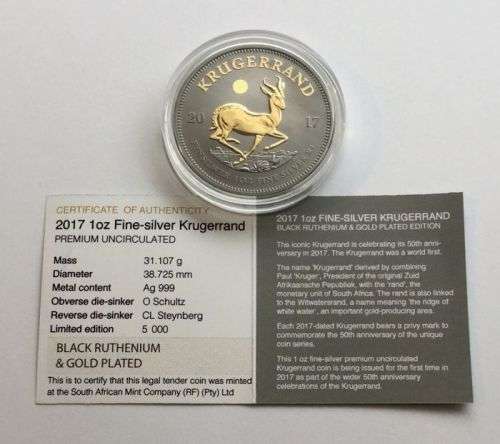 KRUGERRAND
20 17
FYNSILWER 1 OZ FINE SILVER
CERTIFICATE OF AUTHENTICITY
2017 1oz Fine-silver Krugerrand
PREMIUM UNCIRCULATED
Mass 31.107 g
Diameter 38.725 mm
Metal content Ag 999
Obverse die-sinker O Schultz
Reverse die-sinker CL Steynberg
Limited edition 5 000
BLACK RUTHENIUM
& GOLD PLATED
This is to certify that this legal tender coin was minted
at the South African Mint Company (RF) (Pty) Ltd
2017 1oz FINE-SILVER KRUGERRAND
BLACK RUTHENIUM & GOLD PLATED EDITION
The iconic Krugerrand is celebrating its 50th anni-
versary in 2017. The Krugerrand was a world first.
The name 'Krugerrand' derived by combining
Paul 'Kruger', President of the original Zuid
Afrikaansche Republiek, with the 'rand', the
monetary unit of South Africa. The rand is also linked
to the Witwatersrand, a name meaning 'the ridge of
white water', an important gold-producing area.
Each 2017-dated Krugerrand bears a privy mark to
commemorate the 50th anniversary of the unique
coin series.
This 1 oz fine-silver premium uncirculated
Krugerrand coin is being issued for the first time in
2017 as part of the wider 50th anniversary
celebrations of the Krugerrand.